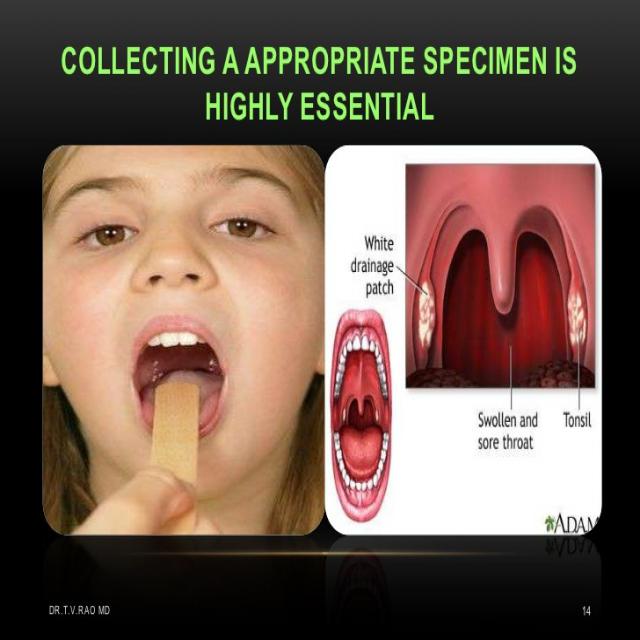 COLLECTING A APPROPRIATE SPECIMEN IS
HIGHLY ESSENTIAL
White
drainage
patch
Swollen and
sore throat
Tonsil
ADAM
DR.T.V.RAO MD
14